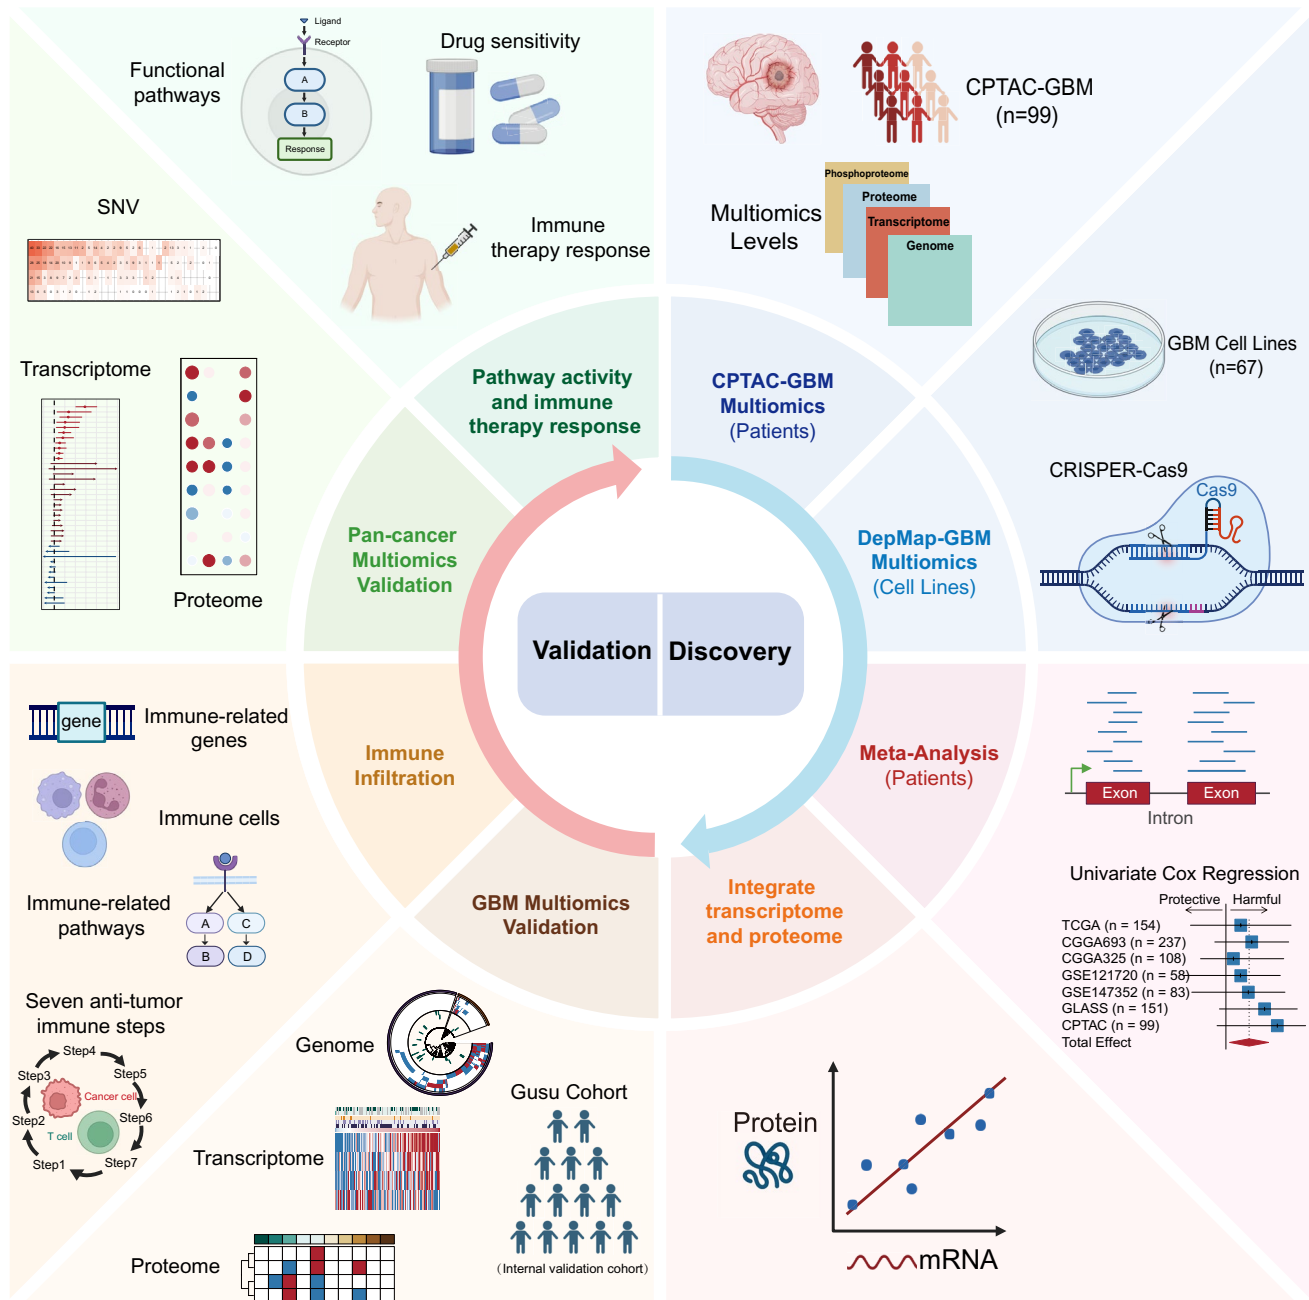 Ligand
Receptor
A
B
Response
Functional
pathways
Drug sensitivity
Immune
therapy response
SNV
Transcriptome
Proteome
CPTAC-GBM
(n=99)
Multiomics
Levels
Phosphoproteome
Proteome
Transcriptome
Genome
GBM Cell Lines
(n=67)
CRISPER-Cas9
Cas9
Pathway activity
and immune
therapy response
CPTAC-GBM
Multiomics
(Patients)
Pan-cancer
Multiomics
Validation
DepMap-GBM
Multiomics
(Cell Lines)
Validation
Discovery
Immune
Infiltration
Meta-Analysis
(Patients)
GBM Multiomics
Validation
Integrate
transcriptome
and proteome
gene
Immune-related
genes
Immune cells
Immune-related
pathways
A
C
B
D
Seven anti-tumor
immune steps
Step4
Step3
Step5
Cancer cell
Step2
Step6
T cell
Step1
Step7
Genome
Transcriptome
Proteome
Gusu Cohort
(Internal validation cohort)
Exon
Exon
Intron
Univariate Cox Regression
Protective
Harmful
TCGA (n = 154)
CGGA693 (n = 237)
CGGA325 (n = 108)
GSE121720 (n = 58)
GSE147352 (n = 83)
GLASS (n = 151)
CPTAC (n = 99)
Total Effect
Protein
mRNA